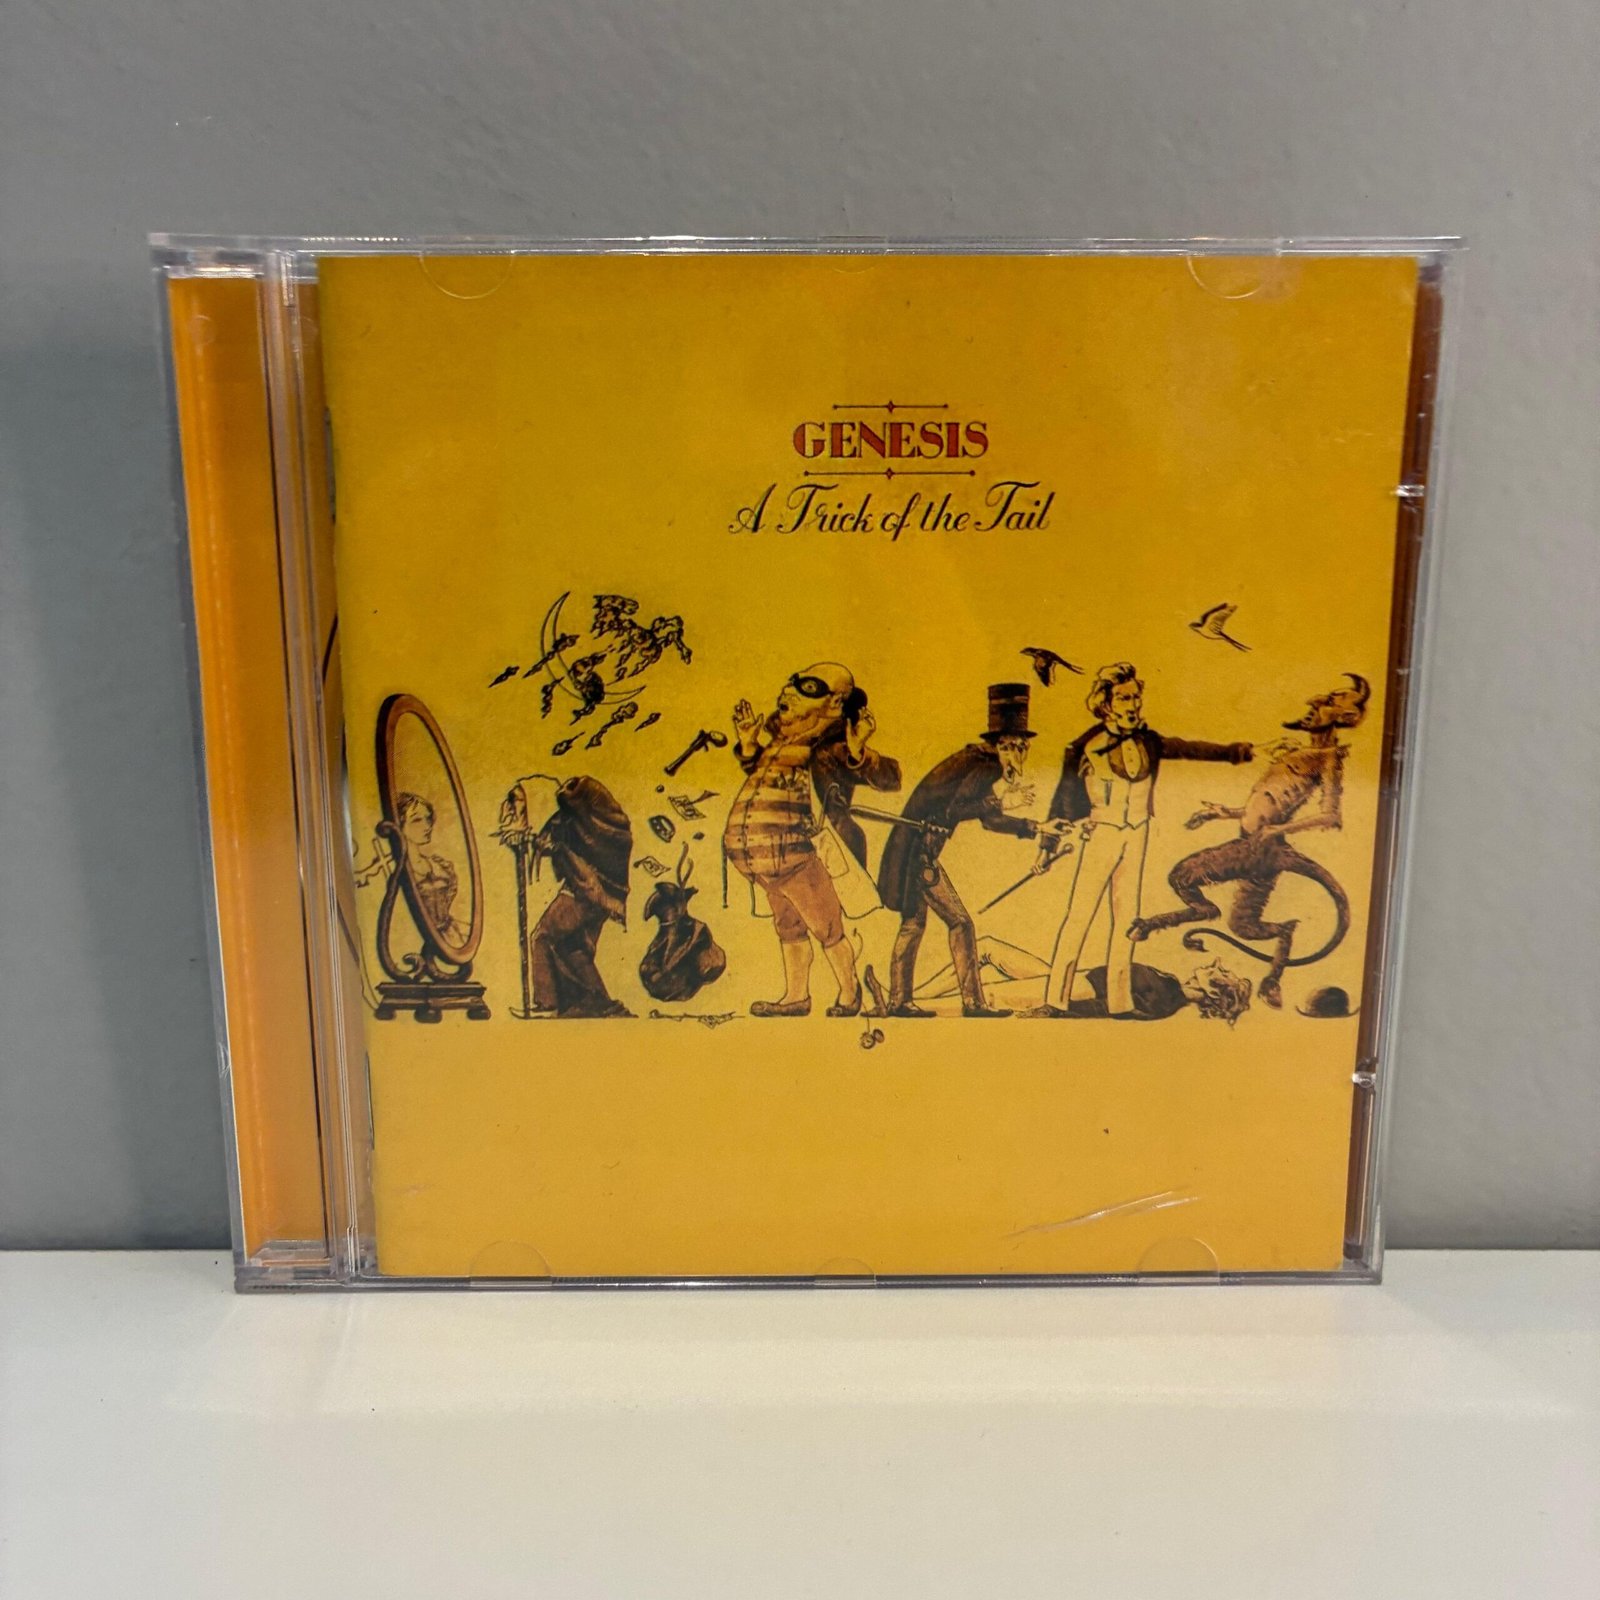 GENESIS
A Trick of the Tail